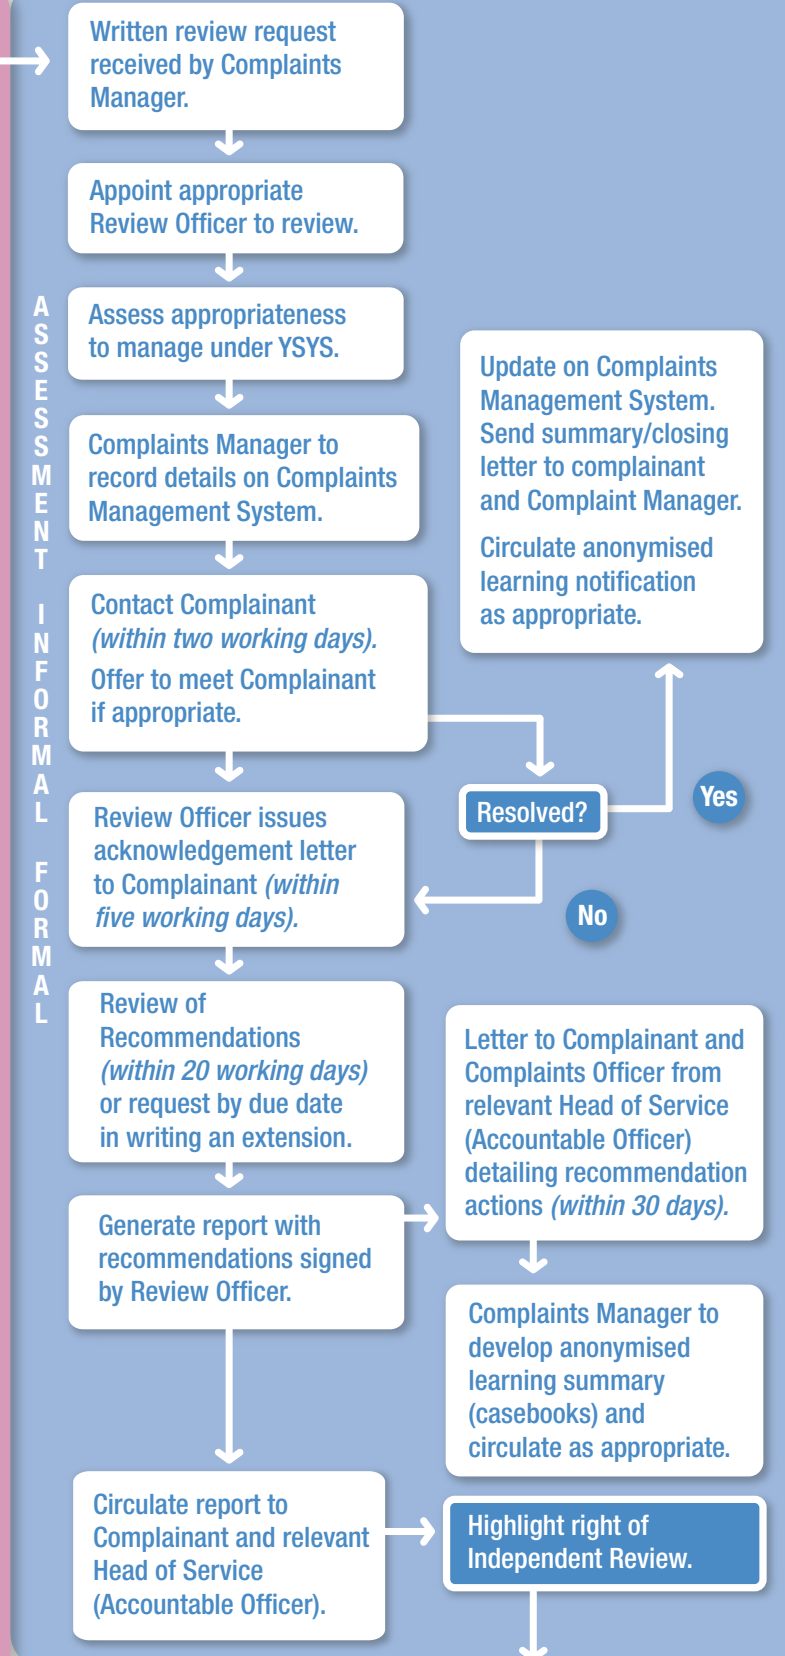 Written review request
received by Complaints
Manager.
Appoint appropriate
Review Officer to review.
Assess appropriateness
to manage under YSYS.
Complaints Manager to
record details on Complaints
Management System.
Contact Complainant
(within two working days).
Offer to meet Complainant
if appropriate.
Resolved?
Yes
Update on Complaints
Management System.
Send summary/closing
letter to complainant
and Complaint Manager.
Circulate anonymised
learning notification
as appropriate.
No
Review Officer issues
acknowledgement letter
to Complainant (within
five working days).
Review of
Recommendations
(within 20 working days)
or request by due date
in writing an extension.
Generate report with
recommendations signed
by Review Officer.
Letter to Complainant and
Complaints Officer from
relevant Head of Service
(Accountable Officer)
detailing recommendation
actions (within 30 days).
Complaints Manager to
develop anonymised
learning summary
(casebooks) and
circulate as appropriate.
Circulate report to
Complainant and relevant
Head of Service
(Accountable Officer).
Highlight right of
Independent Review.
ASSESSMENT INFORMAL FORMAL